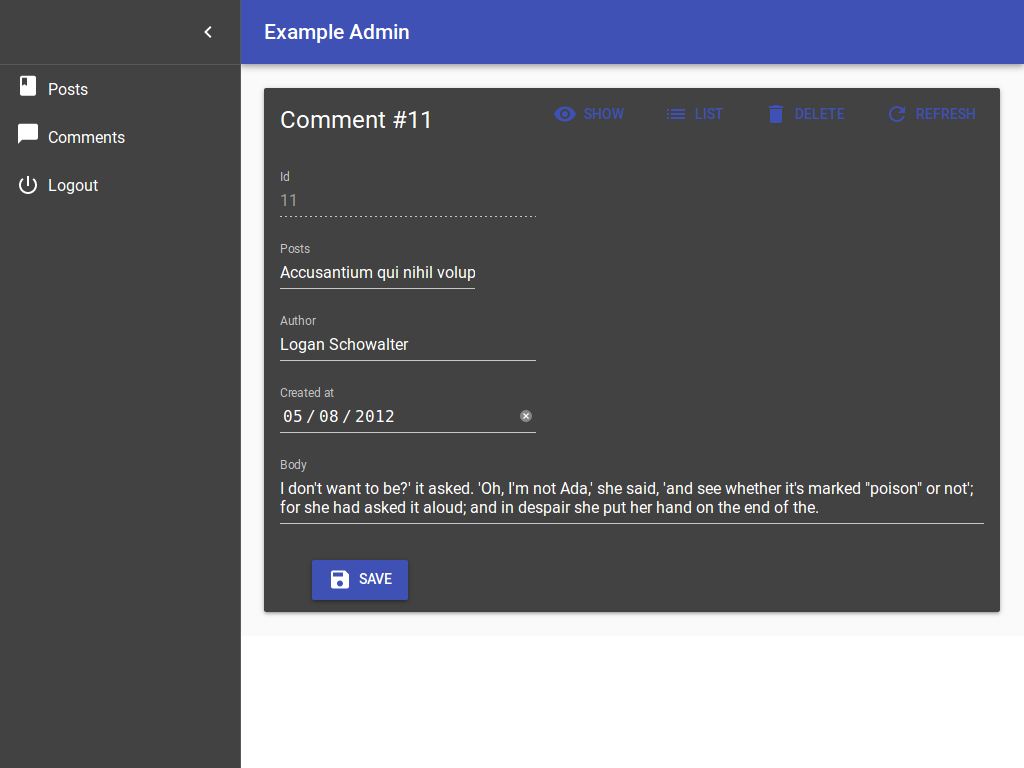 Example Admin
Posts
Comments
Logout
Comment #11
SHOW
LIST
DELETE
REFRESH
Id
11
Posts
Accusantium qui nihil volup
Author
Logan Schowalter
Created at
05/08/2012
Body
I don't want to be?' it asked. 'Oh, I'm not Ada,' she said, 'and see whether it's marked "poison" or not';
for she had asked it aloud; and in despair she put her hand on the end of the.
SAVE